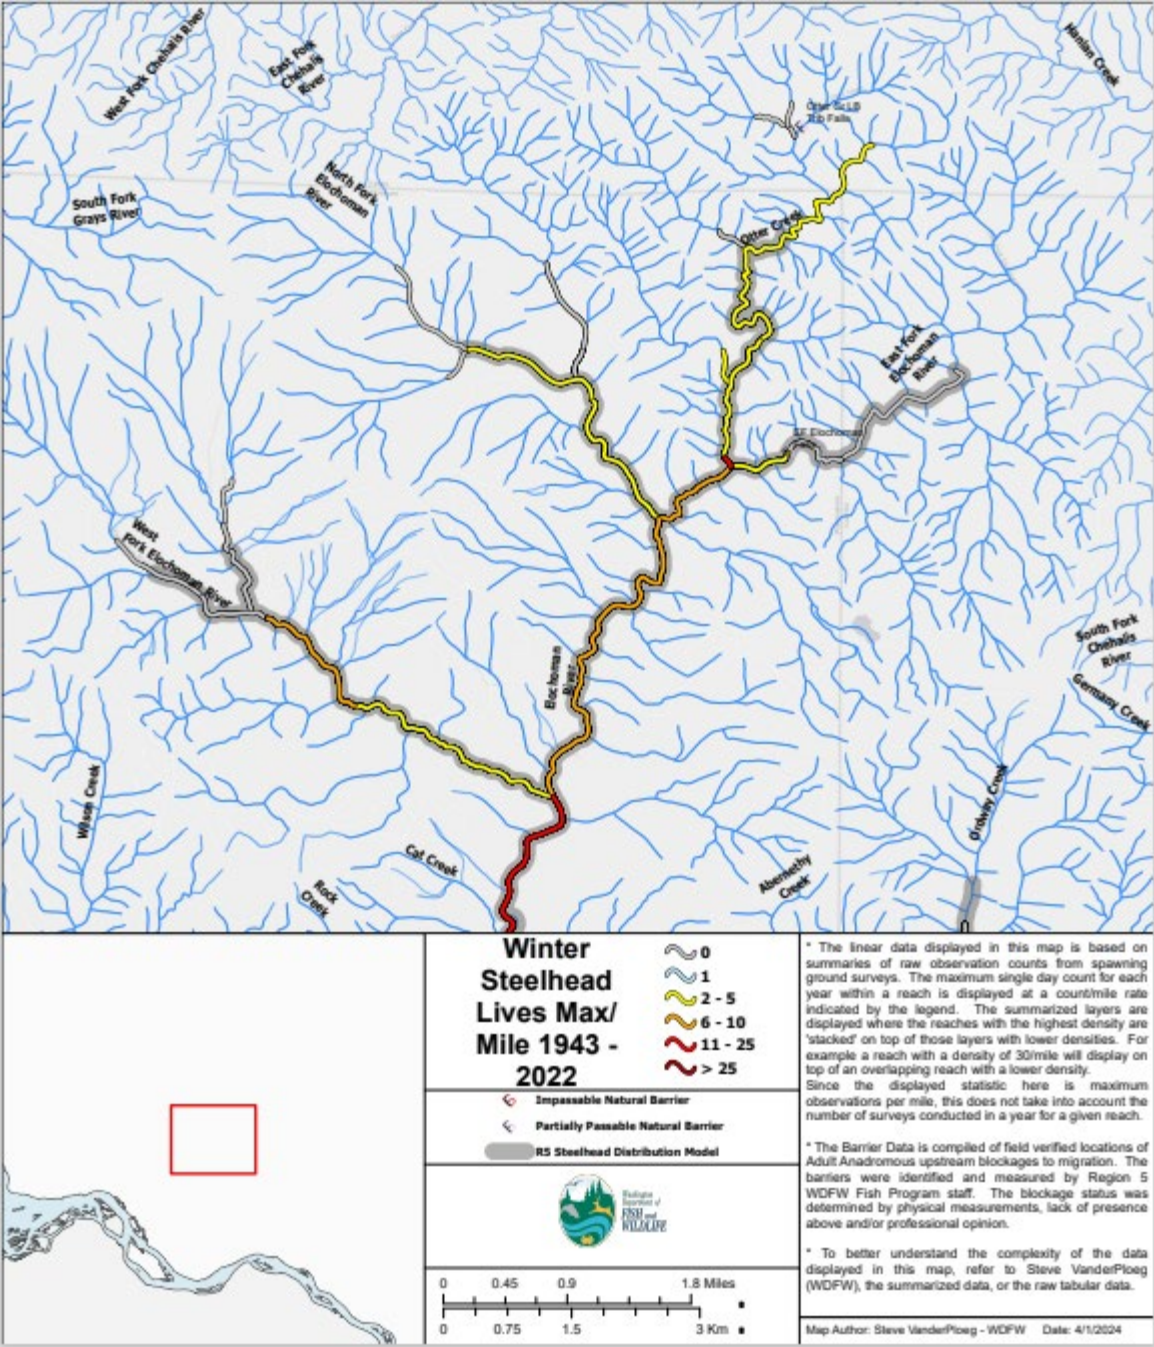 West Fork Chehalis River
East Fork
Chehalis
River
Hanlan Creek
Otter Cr LB
Trib Falls
North Fork
Elochoman
River
South Fork
Grays River
Otter Creek
East Fork
Elochoman
River
EF Elochoman
West
Fork Elochoman River
South Fork
Chehalis
River
Elochoman
River
Germany Creek
Wilson Creek
Ordway Creek
Cat Creek
Abernethy
Creek
Rock
Creek
Winter
Steelhead
Lives Max/
Mile 1943 -
2022
0
1
2 - 5
6 - 10
11 - 25
> 25
Impassable Natural Barrier
Partially Passable Natural Barrier
R5 Steelhead Distribution Model
Washington
Department of
FISH and
WILDLIFE
0 0.45 0.9 1.8 Miles
0 0.75 1.5 3 Km
* The linear data displayed in this map is based on
summaries of raw observation counts from spawning
ground surveys. The maximum single day count for each
year within a reach is displayed at a count/mile rate
indicated by the legend. The summarized layers are
displayed where the reaches with the highest density are
'stacked' on top of those layers with lower densities. For
example a reach with a density of 30/mile will display on
top of an overlapping reach with a lower density.
Since the displayed statistic here is maximum
observations per mile, this does not take into account the
number of surveys conducted in a year for a given reach.
* The Barrier Data is compiled of field verified locations of
Adult Anadromous upstream blockages to migration. The
barriers were identified and measured by Region 5
WDFW Fish Program staff. The blockage status was
determined by physical measurements, lack of presence
above and/or professional opinion.
* To better understand the complexity of the data
displayed in this map, refer to Steve VanderPloeg
(WDFW), the summarized data, or the raw tabular data.
Map Author: Steve VanderPloeg - WDFW Date: 4/1/2024